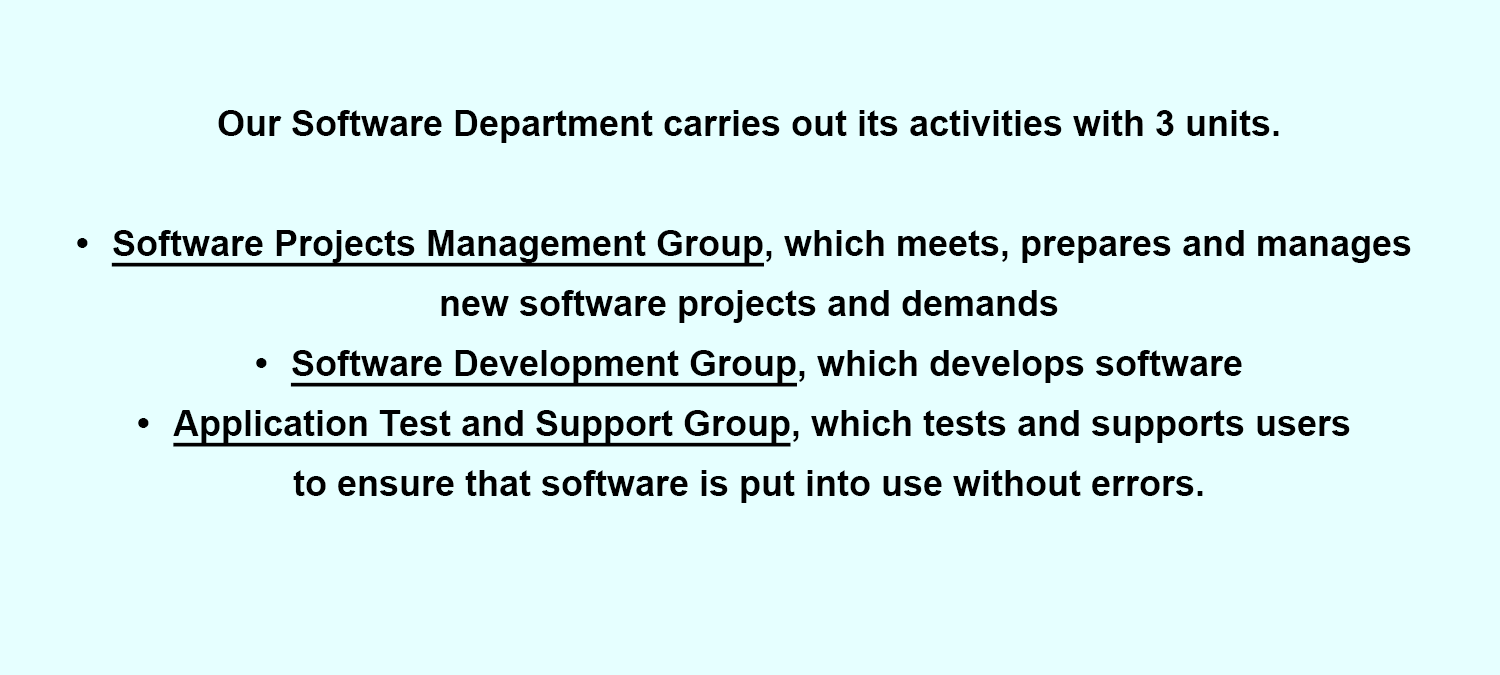 Our Software Department carries out its activities with 3 units.
• Software Projects Management Group, which meets, prepares and manages
new software projects and demands
• Software Development Group, which develops software
• Application Test and Support Group, which tests and supports users
to ensure that software is put into use without errors.